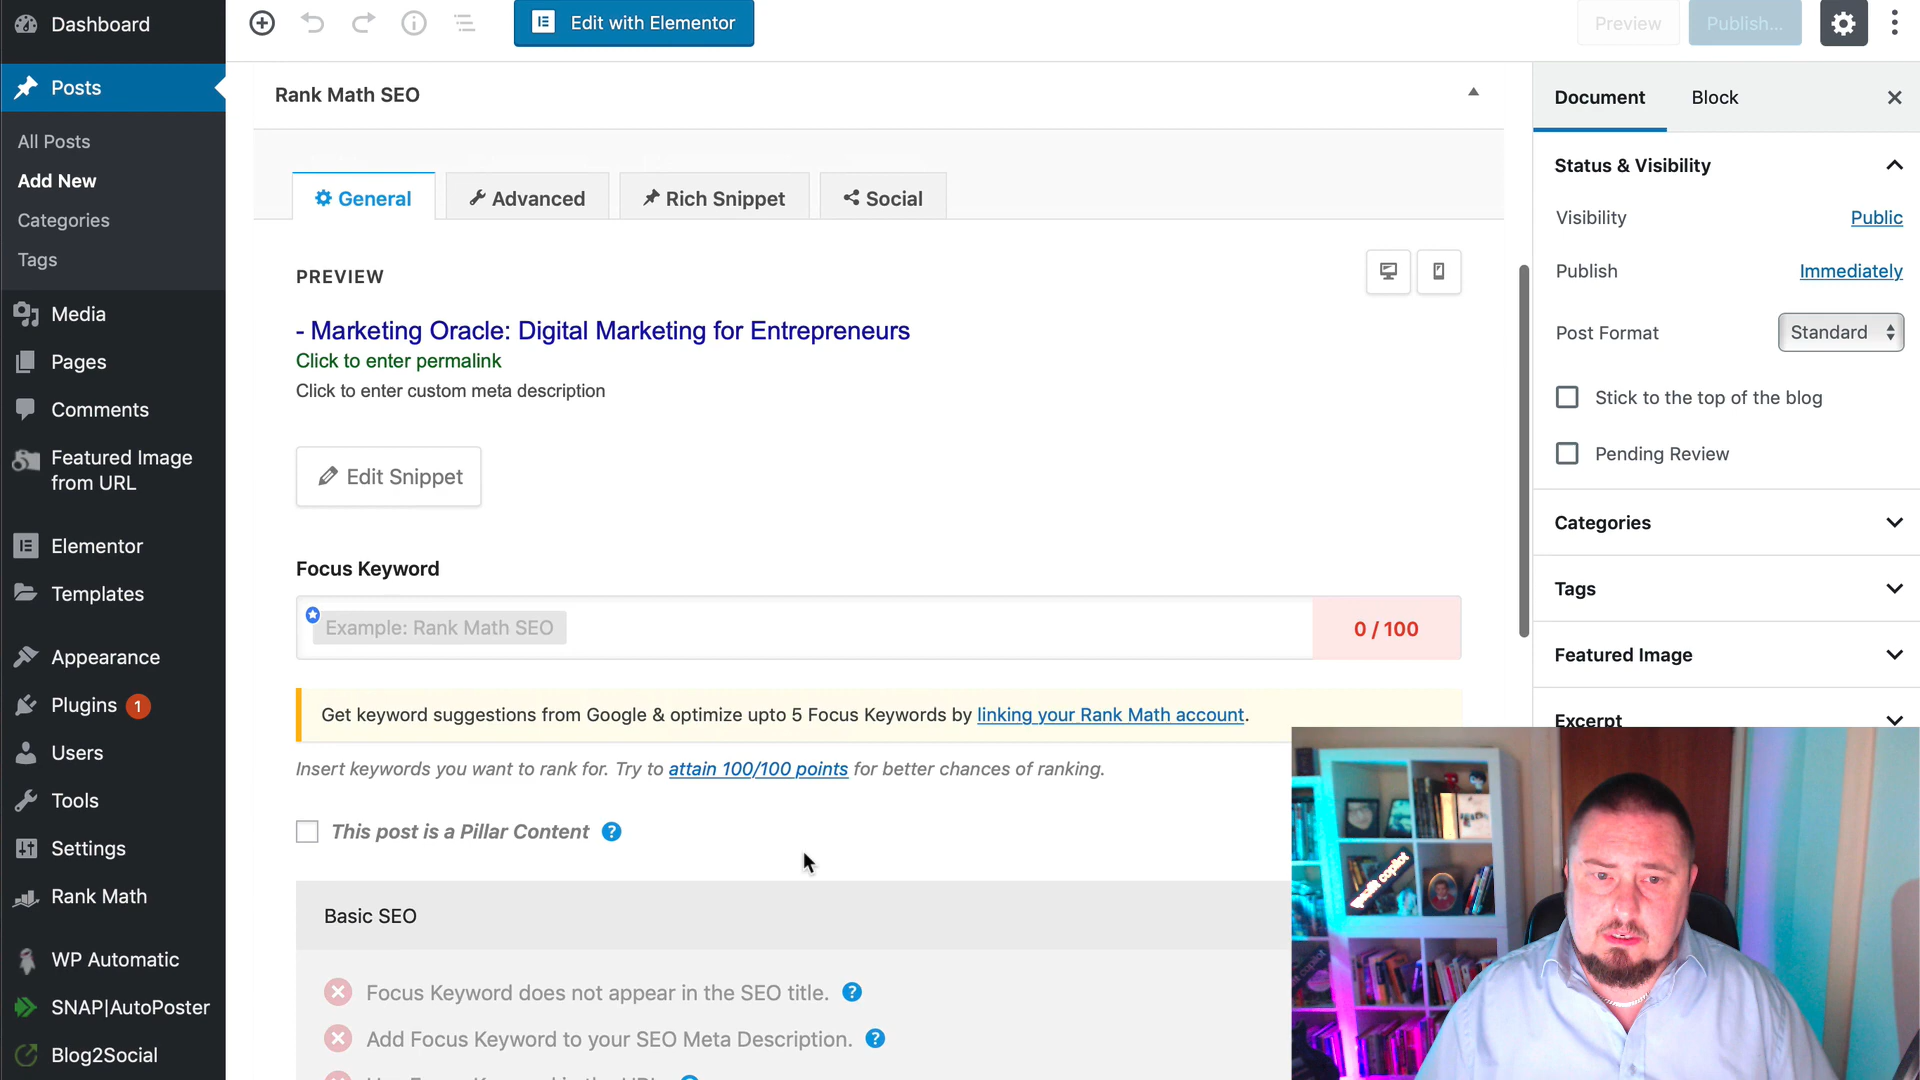 Dashboard
Edit with Elementor
Preview
Publish...
Posts
All Posts
Add New
Categories
Tags
Media
Pages
Comments
Featured Image
from URL
Elementor
Templates
Appearance
Plugins 1
Users
Tools
Settings
Rank Math
WP Automatic
SNAP|AutoPoster
Blog2Social
Rank Math SEO
General
Advanced
Rich Snippet
Social
PREVIEW
- Marketing Oracle: Digital Marketing for Entrepreneurs
Click to enter permalink
Click to enter custom meta description
Edit Snippet
Focus Keyword
Example: Rank Math SEO
0 / 100
Get keyword suggestions from Google & optimize upto 5 Focus Keywords by linking your Rank Math account.
Insert keywords you want to rank for. Try to attain 100/100 points for better chances of ranking.
This post is a Pillar Content ?
Basic SEO
Focus Keyword does not appear in the SEO title. ?
Add Focus Keyword to your SEO Meta Description. ?
Document
Block
Status & Visibility
Visibility
Public
Publish
Immediately
Post Format
Standard
Stick to the top of the blog
Pending Review
Categories
Tags
Featured Image
Excerpt